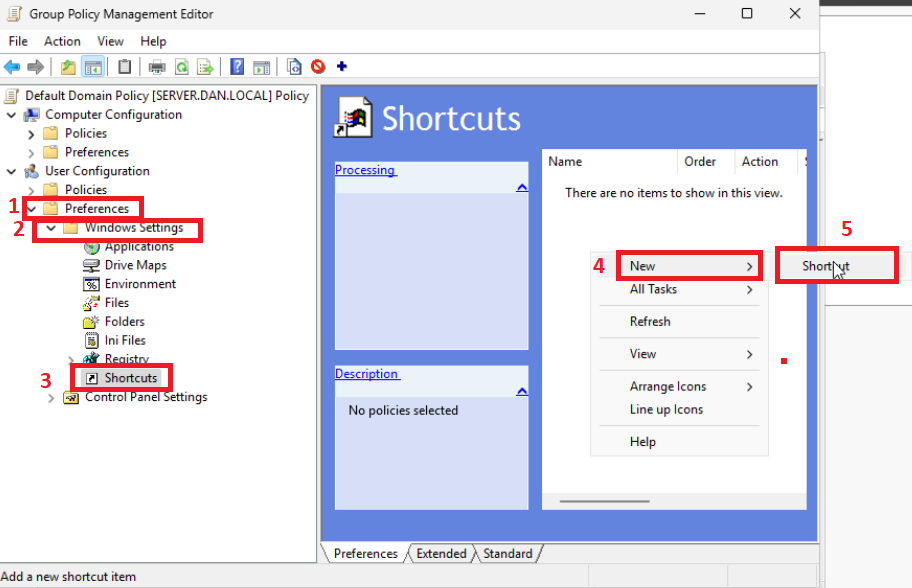 Group Policy Management Editor
File Action View Help
Default Domain Policy [SERVER.DAN.LOCAL] Policy
Computer Configuration
Policies
Preferences
User Configuration
Policies
1 Preferences
2 Windows Settings
Applications
Drive Maps
Environment
Files
Folders
Ini Files
Registry
3 Shortcuts
Control Panel Settings
Shortcuts
Processing
Description
No policies selected
Name Order Action
There are no items to show in this view.
4 New
All Tasks
Refresh
View
Arrange Icons
Line up Icons
Help
5
Shortcut
Preferences Extended Standard
Add a new shortcut item